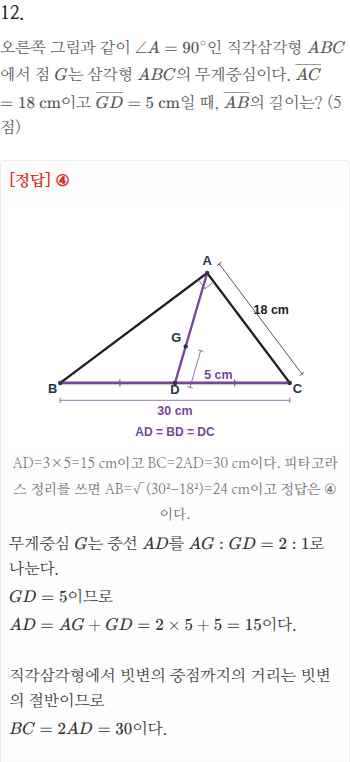 12.
오른쪽 그림과 같이 ∠A = 90°인 직각삼각형 ABC
에서 점 G는 삼각형 ABC의 무게중심이다. A̅C̅
= 18 cm이고 G̅D̅ = 5 cm일 때, A̅B̅의 길이는? (5
점)
[정답] ④
A
18 cm
G
5 cm
B
D
C
30 cm
AD = BD = DC
AD=3×5=15 cm이고 BC=2AD=30 cm이다. 피타고라
스 정리를 쓰면 AB=√(30²−18²)=24 cm이고 정답은 ④
이다.
무게중심 G는 중선 AD를 AG : GD = 2 : 1로
나눈다.
GD = 5이므로
AD = AG + GD = 2 × 5 + 5 = 15이다.
직각삼각형에서 빗변의 중점까지의 거리는 빗변
의 절반이므로
BC = 2AD = 30이다.